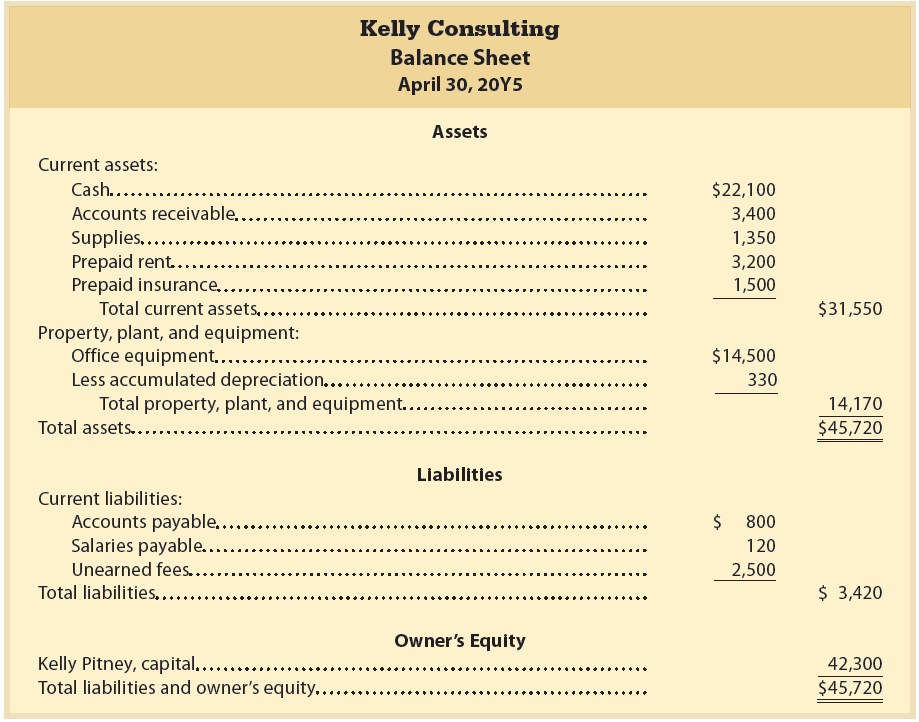 Kelly Consulting
Balance Sheet
April 30, 20Y5
Assets
Current assets:
Cash $22,100
Accounts receivable 3,400
Supplies 1,350
Prepaid rent 3,200
Prepaid insurance 1,500
Total current assets $31,550
Property, plant, and equipment:
Office equipment $14,500
Less accumulated depreciation 330
Total property, plant, and equipment 14,170
Total assets $45,720
Liabilities
Current liabilities:
Accounts payable $ 800
Salaries payable 120
Unearned fees 2,500
Total liabilities $ 3,420
Owner’s Equity
Kelly Pitney, capital 42,300
Total liabilities and owner’s equity $45,720